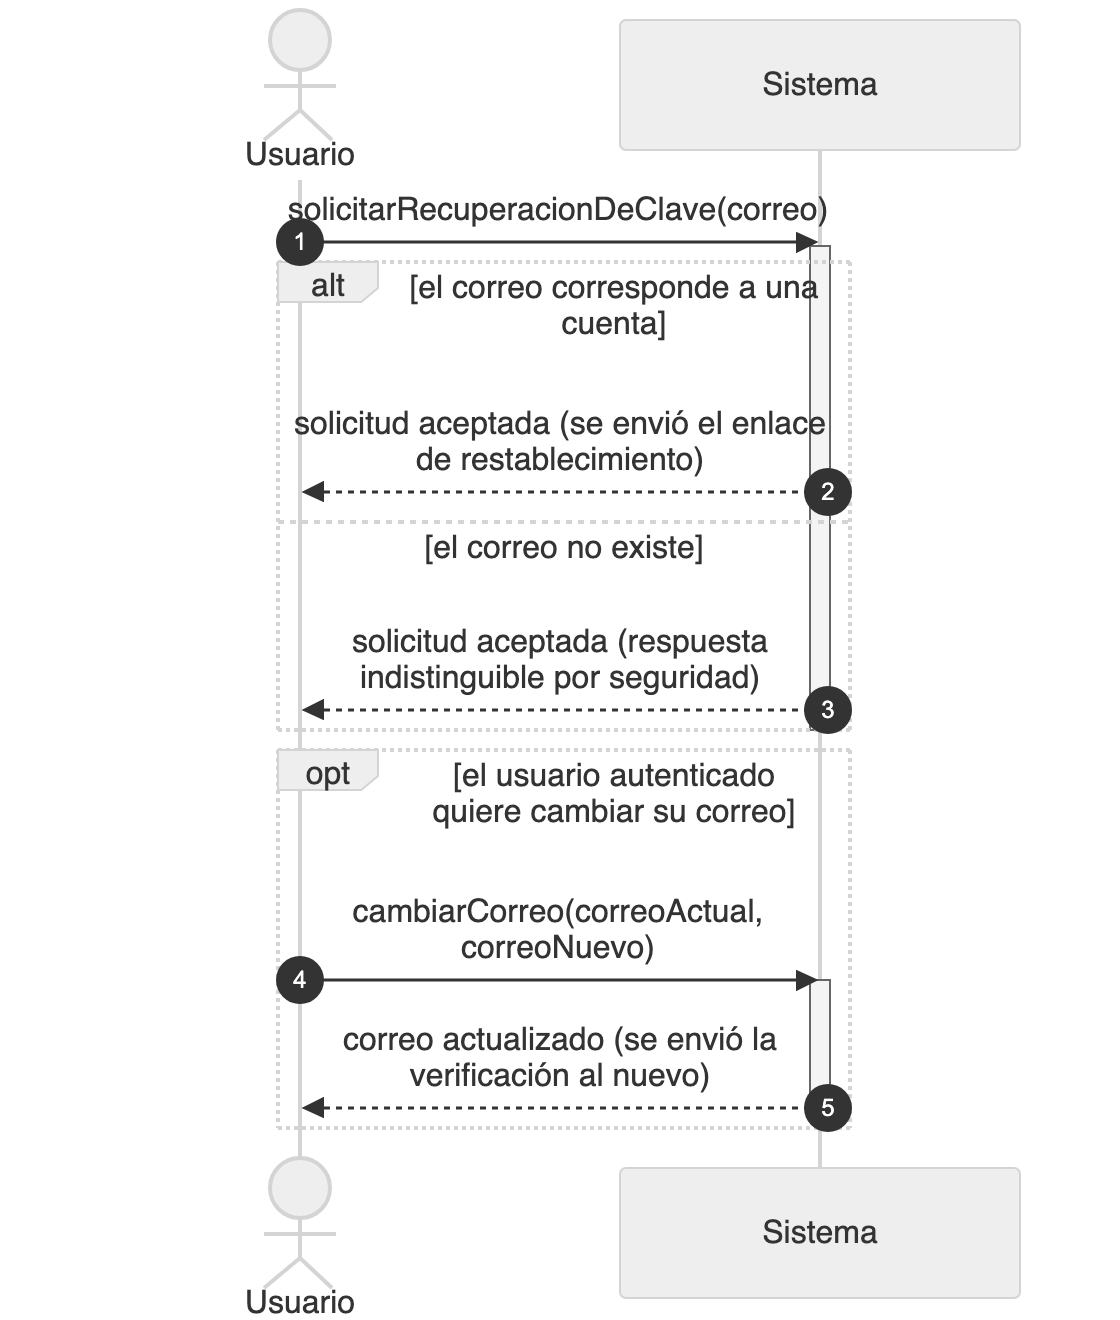 Usuario
Sistema
solicitarRecuperacionDeClave(correo)
1
alt
[el correo corresponde a una
cuenta]
solicitud aceptada (se envió el enlace
de restablecimiento)
2
[el correo no existe]
solicitud aceptada (respuesta
indistinguible por seguridad)
3
opt
[el usuario autenticado
quiere cambiar su correo]
cambiarCorreo(correoActual,
correoNuevo)
4
correo actualizado (se envió la
verificación al nuevo)
5
Usuario
Sistema